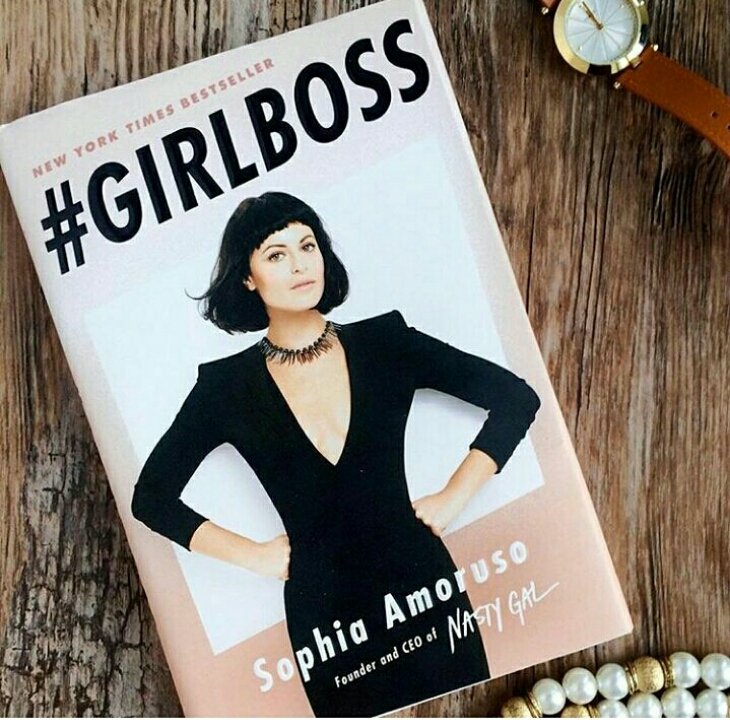 NEW YORK TIMES BESTSELLER
#GIRLBOSS
Sophia Amoruso
Founder and CEO of NASTY GAL